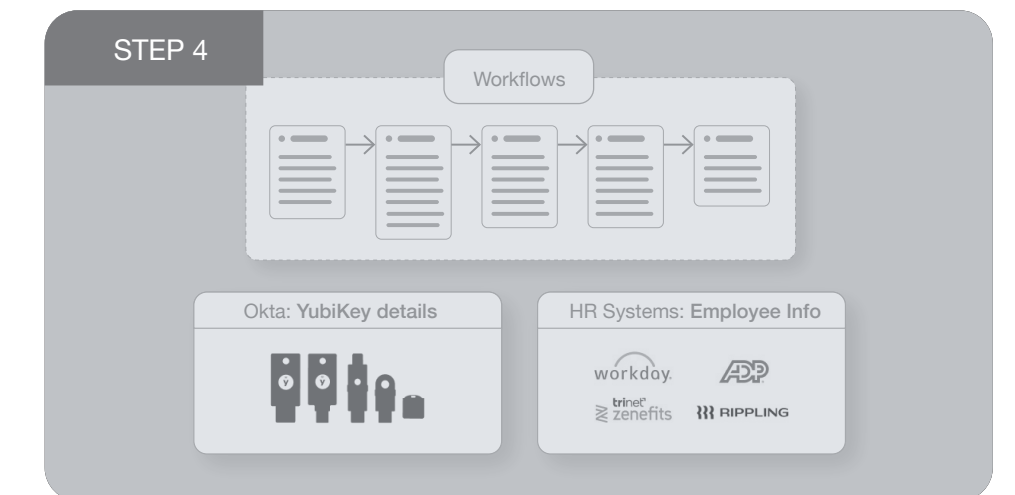 STEP 4
Workflows
Okta: YubiKey details
HR Systems: Employee Info
workday.
ADP
trinet
zenefits
RIPPLING